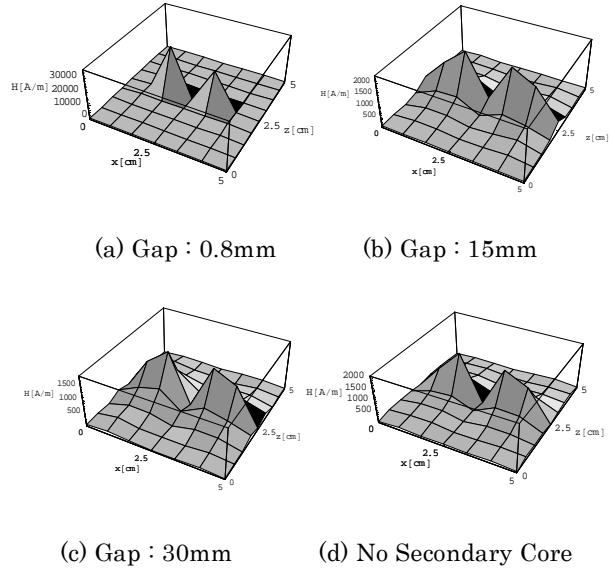 30000
20000
10000
0
H[A/m]
0
2.5
x[cm]
5
0
2.5
z[cm]
5
(a) Gap : 0.8mm
2000
1500
1000
500
H[A/m]
0
2.5
x[cm]
5
0
2.5
z[cm]
5
(b) Gap : 15mm
1500
1000
500
H[A/m]
0
2.5
x[cm]
5
0
2.5
z[cm]
5
(c) Gap : 30mm
2000
1500
1000
500
H[A/m]
0
2.5
x[cm]
5
0
2.5
z[cm]
5
(d) No Secondary Core